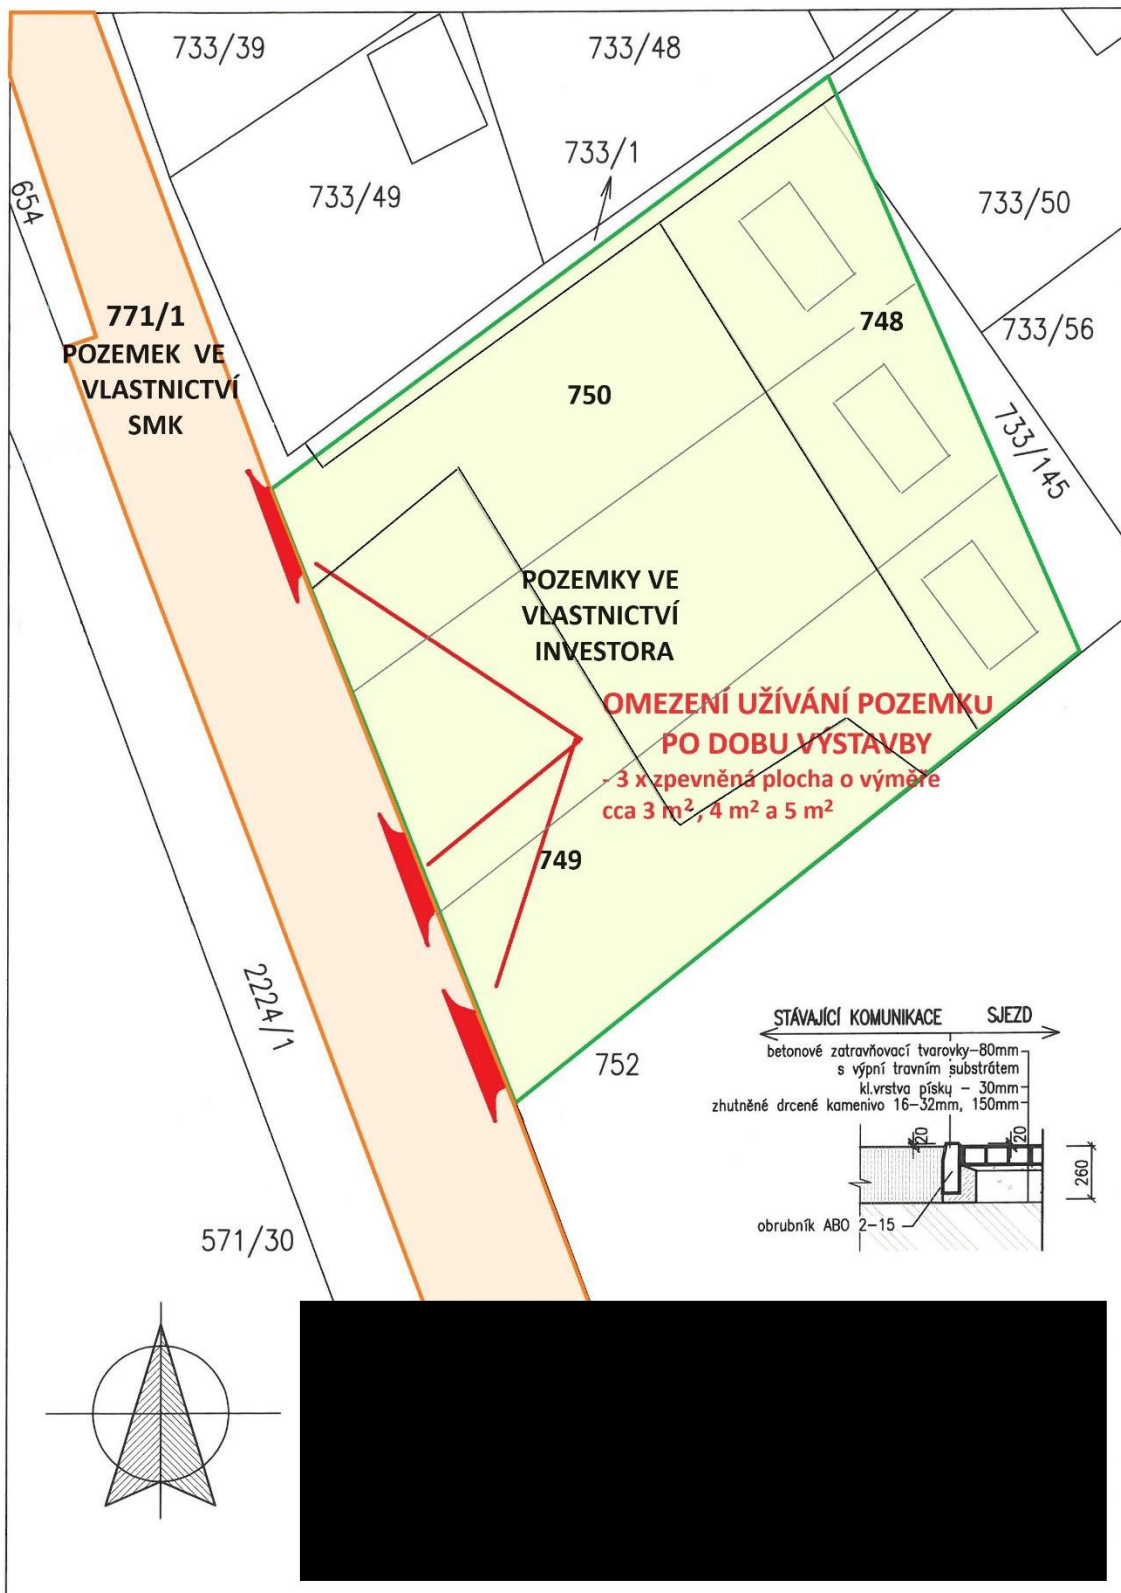 733/39
733/48
733/1
733/49
733/50
654
771/1
POZEMEK VE
VLASTNICTVÍ
SMK
748
733/56
750
733/145
POZEMKY VE
VLASTNICTVÍ
INVESTORA
OMEZENÍ UŽÍVÁNÍ POZEMKU
PO DOBU VÝSTAVBY
- 3 x zpevněná plocha o výměře
cca 3 m², 4 m² a 5 m²
749
2224/1
752
571/30
STÁVAJÍCÍ KOMUNIKACE SJEZD
betonové zatravňovací tvarovky-80mm
s výpní travním substrátem
kl.vrstva písku - 30mm
zhutněné drcené kamenivo 16-32mm, 150mm
120
120
260
obrubník ABO 2-15